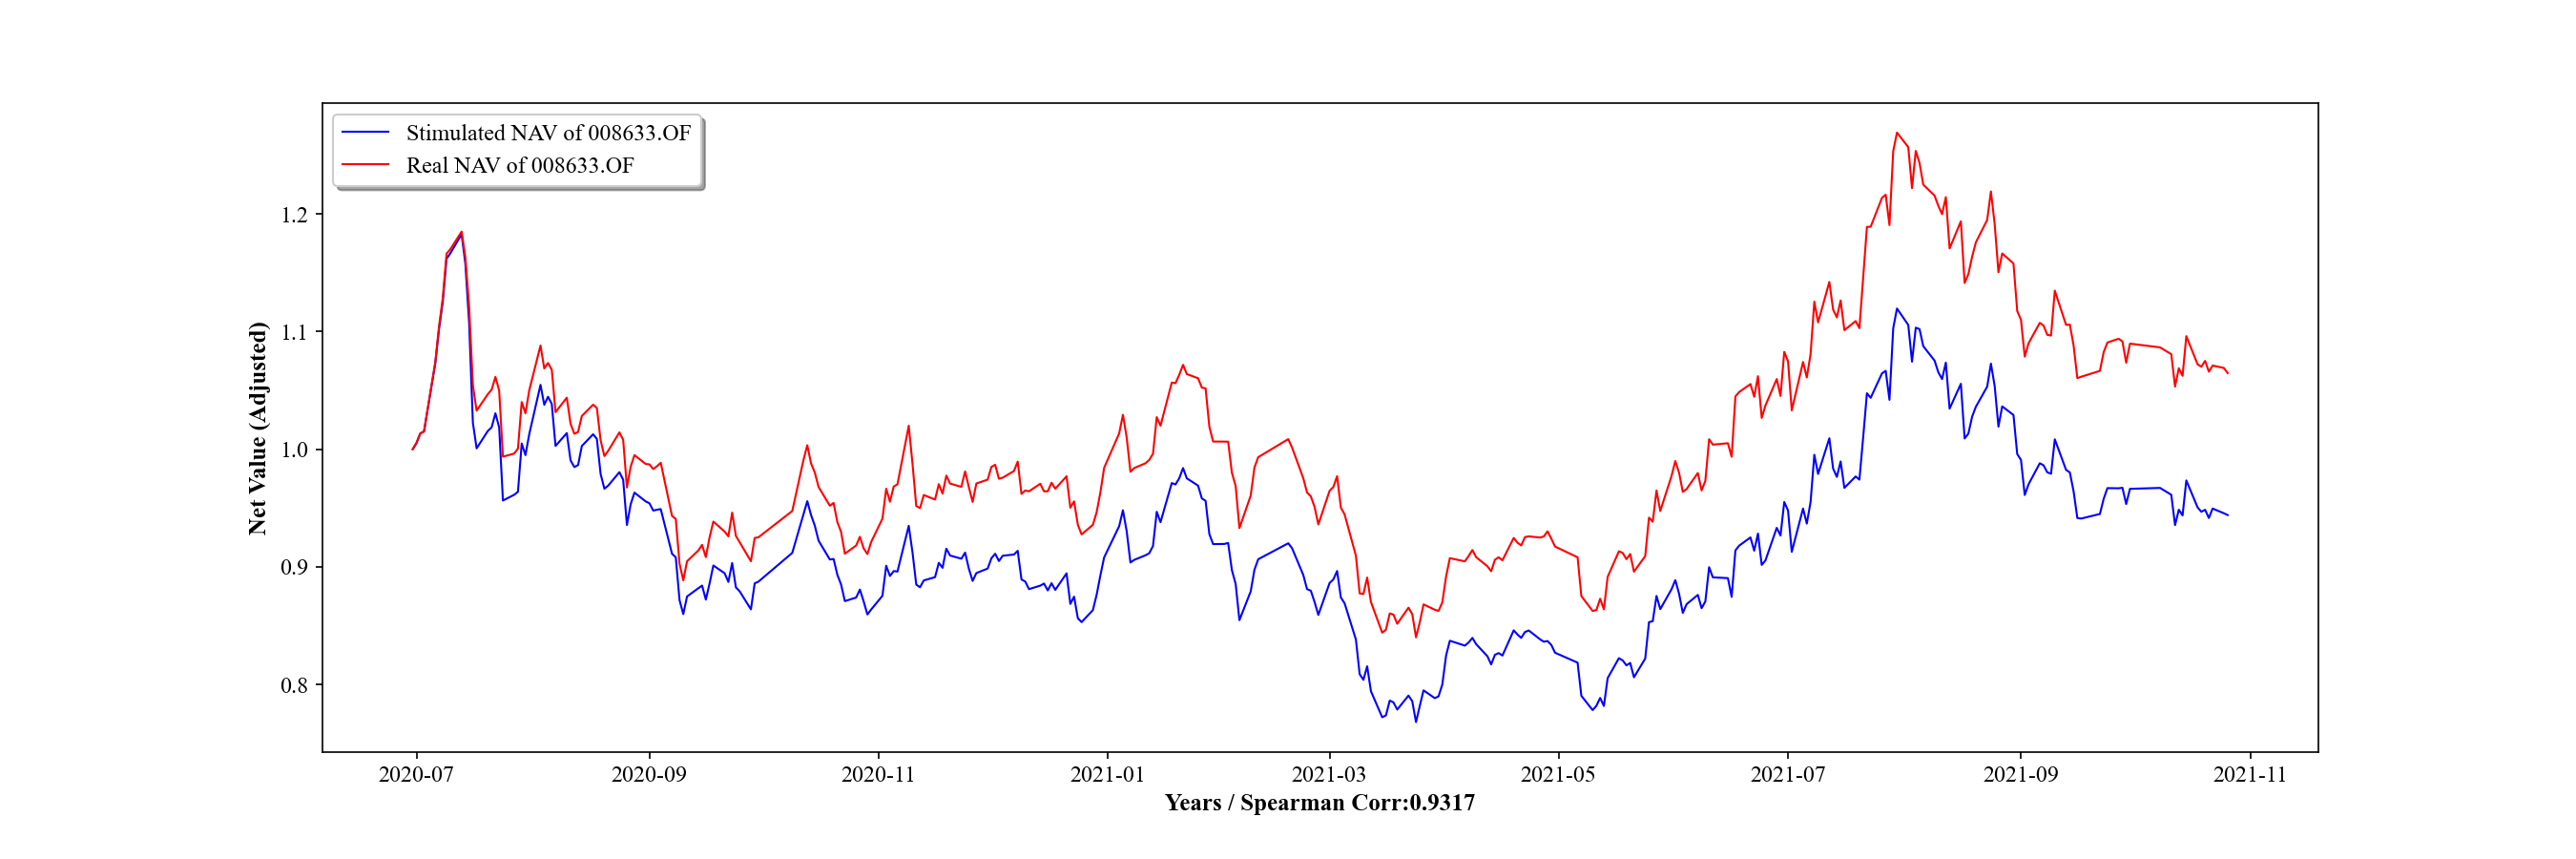 Stimulated NAV of 008633.OF
Real NAV of 008633.OF
Net Value (Adjusted)
1.2
1.1
1.0
0.9
0.8
2020-07 2020-09 2020-11 2021-01 2021-03 2021-05 2021-07 2021-09 2021-11
Years / Spearman Corr:0.9317